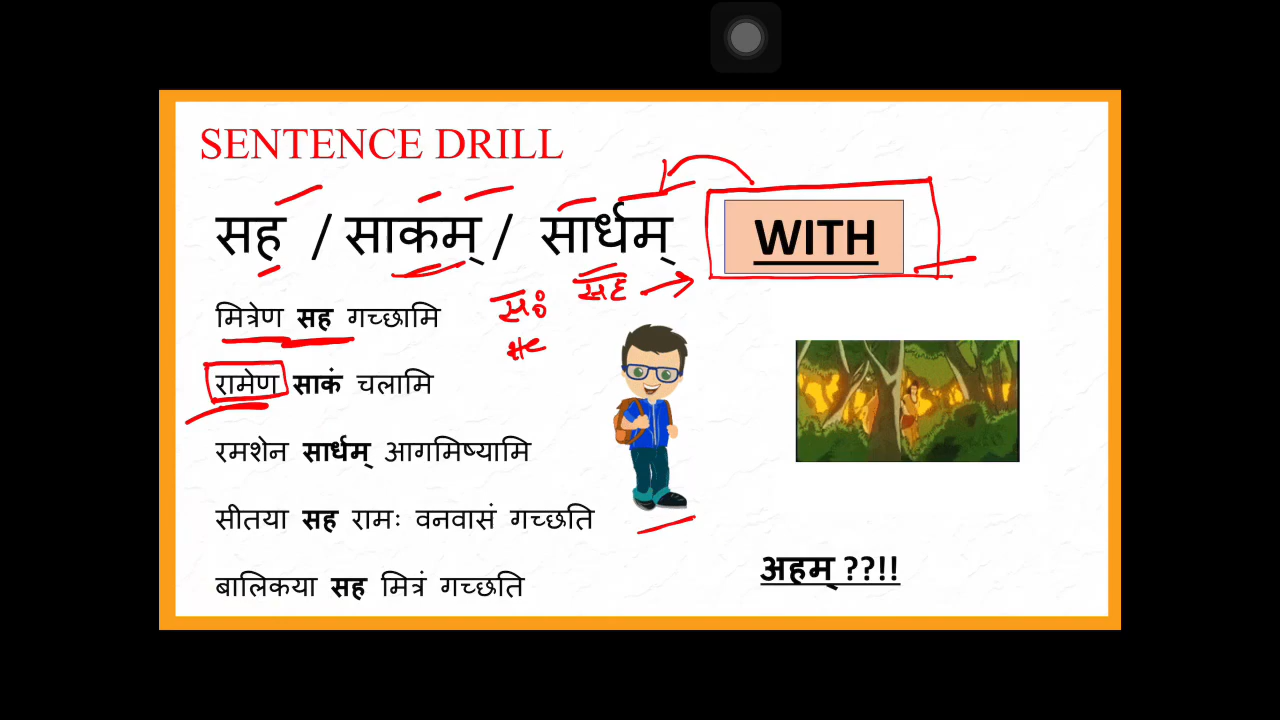 SENTENCE DRILL
सह / साकम् / सार्धम् WITH
सह
मित्रेण सह गच्छामि
रामेण साकं चलामि
रमशेन सार्धम् आगमिष्यामि
सीतया सह रामः वनवासं गच्छति
अहम् ??!!
बालिकया सह मित्रं गच्छति